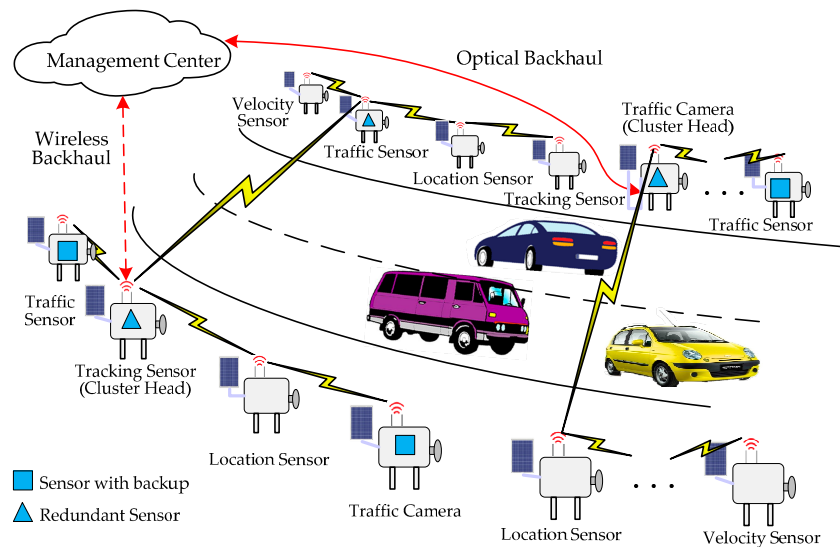 Management Center
Optical Backhaul
Wireless
Backhaul
Velocity
Sensor
Traffic Sensor
Location Sensor
Tracking Sensor
Traffic Camera
(Cluster Head)
Traffic Sensor
Traffic
Sensor
Tracking Sensor
(Cluster Head)
Location Sensor
Traffic Camera
Location Sensor
Velocity Sensor
Sensor with backup
Redundant Sensor